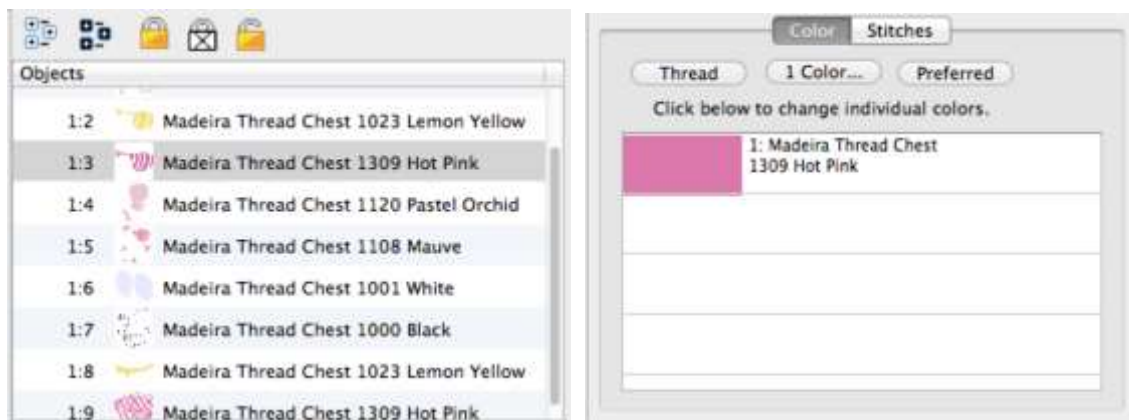 Objects
1:2 Madeira Thread Chest 1023 Lemon Yellow
1:3 Madeira Thread Chest 1309 Hot Pink
1:4 Madeira Thread Chest 1120 Pastel Orchid
1:5 Madeira Thread Chest 1108 Mauve
1:6 Madeira Thread Chest 1001 White
1:7 Madeira Thread Chest 1000 Black
1:8 Madeira Thread Chest 1023 Lemon Yellow
1:9 Madeira Thread Chest 1309 Hot Pink
Color Stitches
Thread 1 Color... Preferred
Click below to change individual colors.
1: Madeira Thread Chest
1309 Hot Pink